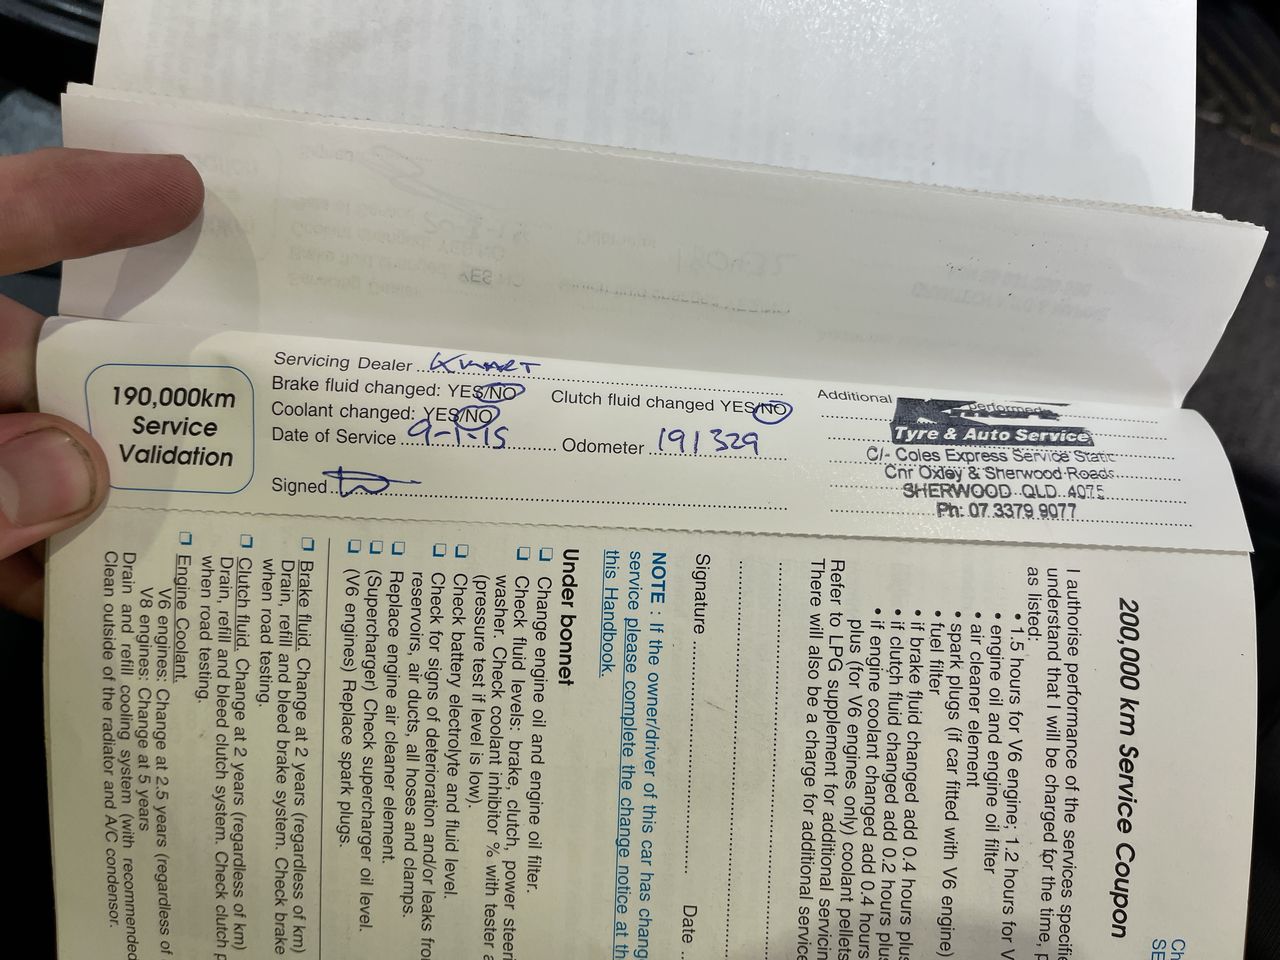 190,000km
Service
Validation
Servicing Dealer KMART
Brake fluid changed: YES/NO Clutch fluid changed YES/NO
Coolant changed: YES/NO
Date of Service 9-1-15 Odometer 191329
Signed
Additional
performed
Tyre & Auto Service
C/- Coles Express Service Static
Cnr Oxley & Sherwood Roads
SHERWOOD QLD 4075
Ph: 07 3379 9077
Ch
SE
200,000 km Service Coupon
I authorise performance of the services specifie
understand that I will be charged for the time, p
as listed:
• 1.5 hours for V6 engine; 1.2 hours for V
• engine oil and engine oil filter
• air cleaner element
• spark plugs (if car fitted with V6 engine)
• fuel filter
• if brake fluid changed add 0.4 hours plus
• if clutch fluid changed add 0.2 hours plus
• if engine coolant changed add 0.4 hours
plus (for V6 engines only) coolant pellets
Refer to LPG supplement for additional servicin
There will also be a charge for additional service
Signature Date
NOTE : If the owner/driver of this car has chang
service please complete the change notice at th
this Handbook.
Under bonnet
❑ Change engine oil and engine oil filter.
❑ Check fluid levels: brake, clutch, power steeri
washer. Check coolant inhibitor % with tester a
(pressure test if level is low).
❑ Check battery electrolyte and fluid level.
❑ Check for signs of deterioration and/or leaks fro
reservoirs, air ducts, all hoses and clamps.
❑ Replace engine air cleaner element.
❑ (Supercharger) Check supercharger oil level.
❑ (V6 engines) Replace spark plugs.
❑ Brake fluid. Change at 2 years (regardless of km)
Drain, refill and bleed brake system. Check brake
when road testing.
❑ Clutch fluid. Change at 2 years (regardless of km)
Drain, refill and bleed clutch system. Check clutch p
when road testing.
❑ Engine Coolant.
V6 engines: Change at 2.5 years (regardless of
V8 engines: Change at 5 years
Drain and refill cooling system (with recommended
Clean outside of the radiator and A/C condensor.